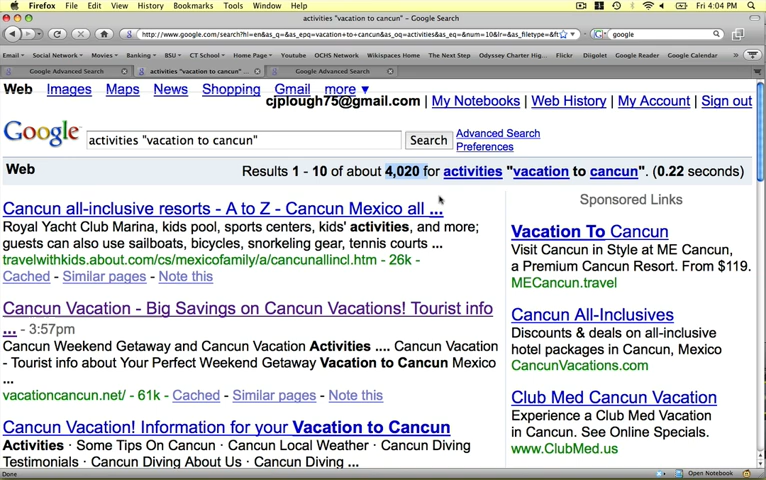 Firefox File Edit View History Bookmarks Tools Window Help Fri 4:04 PM
activities "vacation to cancun" - Google Search
http://www.google.com/search?hl=en&as_q=&as_epq=vacation+to+cancun&as_oq=activities&as_eq=&num=10&lr=&as_filetype=&ft google
Email Social Network Movies Banking BSU CT School Home Page Youtube OCHS Network Wikispaces Home The Next Step Odyssey Charter Hig... Flickr Diigolet Google Reader Google Calendar
Google Advanced Search activities "vacation to cancun" ... Google Advanced Search
Web Images Maps News Shopping Gmail more ▼
cjplough75@gmail.com | My Notebooks | Web History | My Account | Sign out
Google activities "vacation to cancun" Search Advanced Search
Preferences
Web Results 1 - 10 of about 4,020 for activities "vacation to cancun". (0.22 seconds)
Cancun all-inclusive resorts - A to Z - Cancun Mexico all ...
Royal Yacht Club Marina, kids pool, sports centers, kids' activities, and more;
guests can also use sailboats, bicycles, snorkeling gear, tennis courts ...
travelwithkids.about.com/cs/mexicofamily/a/cancunallincl.htm - 26k -
Cached - Similar pages - Note this
Cancun Vacation - Big Savings on Cancun Vacations! Tourist info
... - 3:57pm
Cancun Weekend Getaway and Cancun Vacation Activities .... Cancun Vacation
- Tourist info about Your Perfect Weekend Getaway Vacation to Cancun Mexico
...
vacationcancun.net/ - 61k - Cached - Similar pages - Note this
Cancun Vacation! Information for your Vacation to Cancun
Activities · Some Tips On Cancun · Cancun Local Weather · Cancun Diving
Testimonials · Cancun Diving About Us · Cancun Diving ...
Sponsored Links
Vacation To Cancun
Visit Cancun in Style at ME Cancun,
a Premium Cancun Resort. From $119.
MECancun.travel
Cancun All-Inclusives
Discounts & deals on all-inclusive
hotel packages in Cancun, Mexico
CancunVacations.com
Club Med Cancun Vacation
Experience a Club Med Vacation
in Cancun. See Online Specials.
www.ClubMed.us
Done Open Notebook